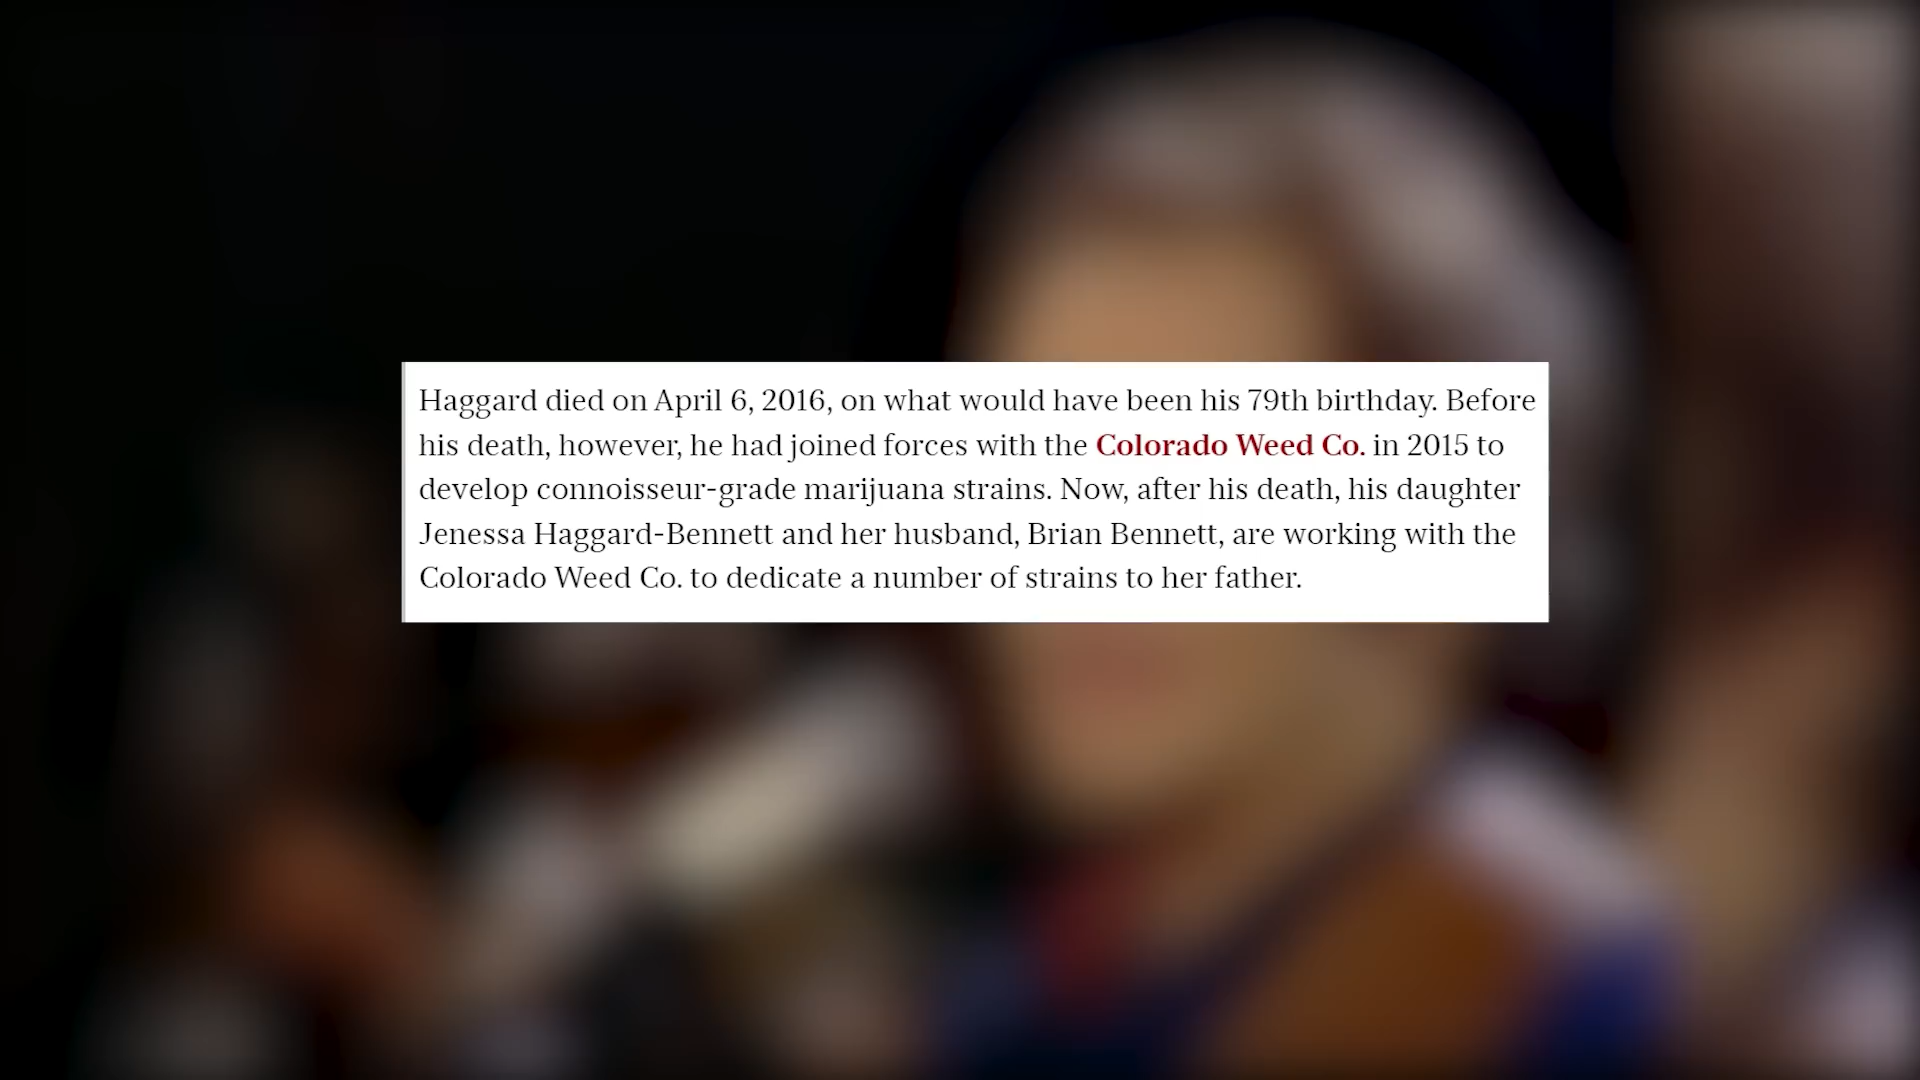 Haggard died on April 6, 2016, on what would have been his 79th birthday. Before
his death, however, he had joined forces with the Colorado Weed Co. in 2015 to
develop connoisseur-grade marijuana strains. Now, after his death, his daughter
Jenessa Haggard-Bennett and her husband, Brian Bennett, are working with the
Colorado Weed Co. to dedicate a number of strains to her father.